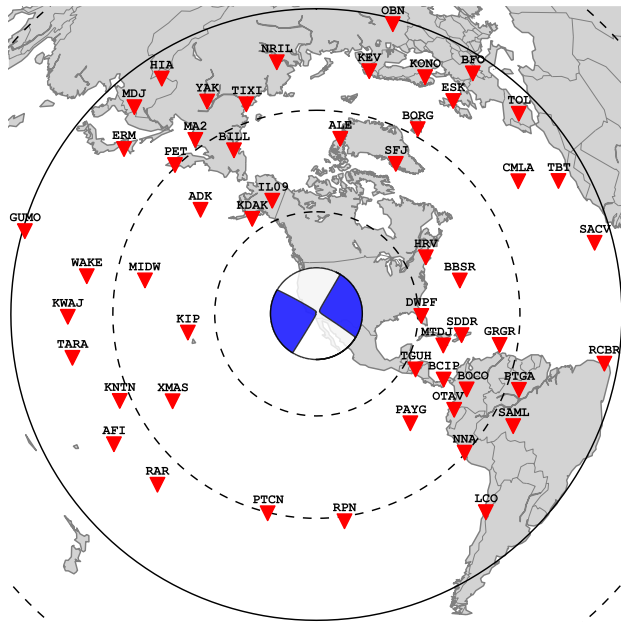 OBN
NRIL
KEV
KONO
BFO
HIA
YAK
TIXI
ESK
MDJ
TOL
ERM
MA2
BILL
ALE
BORG
PET
SFJ
CMLA
TBT
ADK
IL09
KDAK
GUMO
SACV
HRV
WAKE
MIDW
BBSR
KWAJ
KIP
DWPF
SDDR
MTDJ
GRGR
TARA
TGUH
BCIP
BOCO
PTGA
RCBR
KNTN
XMAS
OTAV
PAYG
SAML
AFI
NNA
RAR
PTCN
RPN
LCO